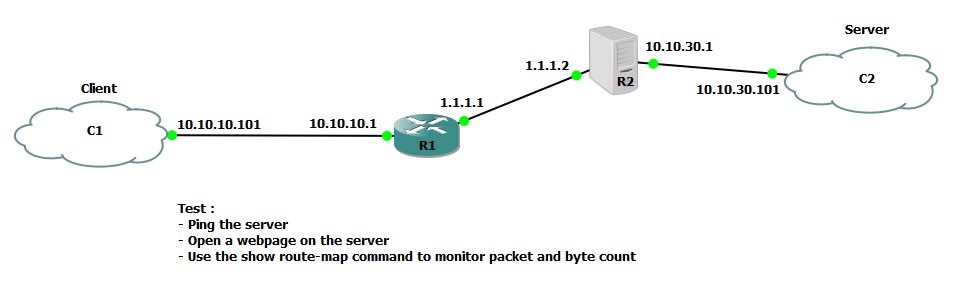 Server
10.10.30.1
1.1.1.2
R2
C2
10.10.30.101
Client
1.1.1.1
C1
10.10.10.101
10.10.10.1
R1
Test :
- Ping the server
- Open a webpage on the server
- Use the show route-map command to monitor packet and byte count